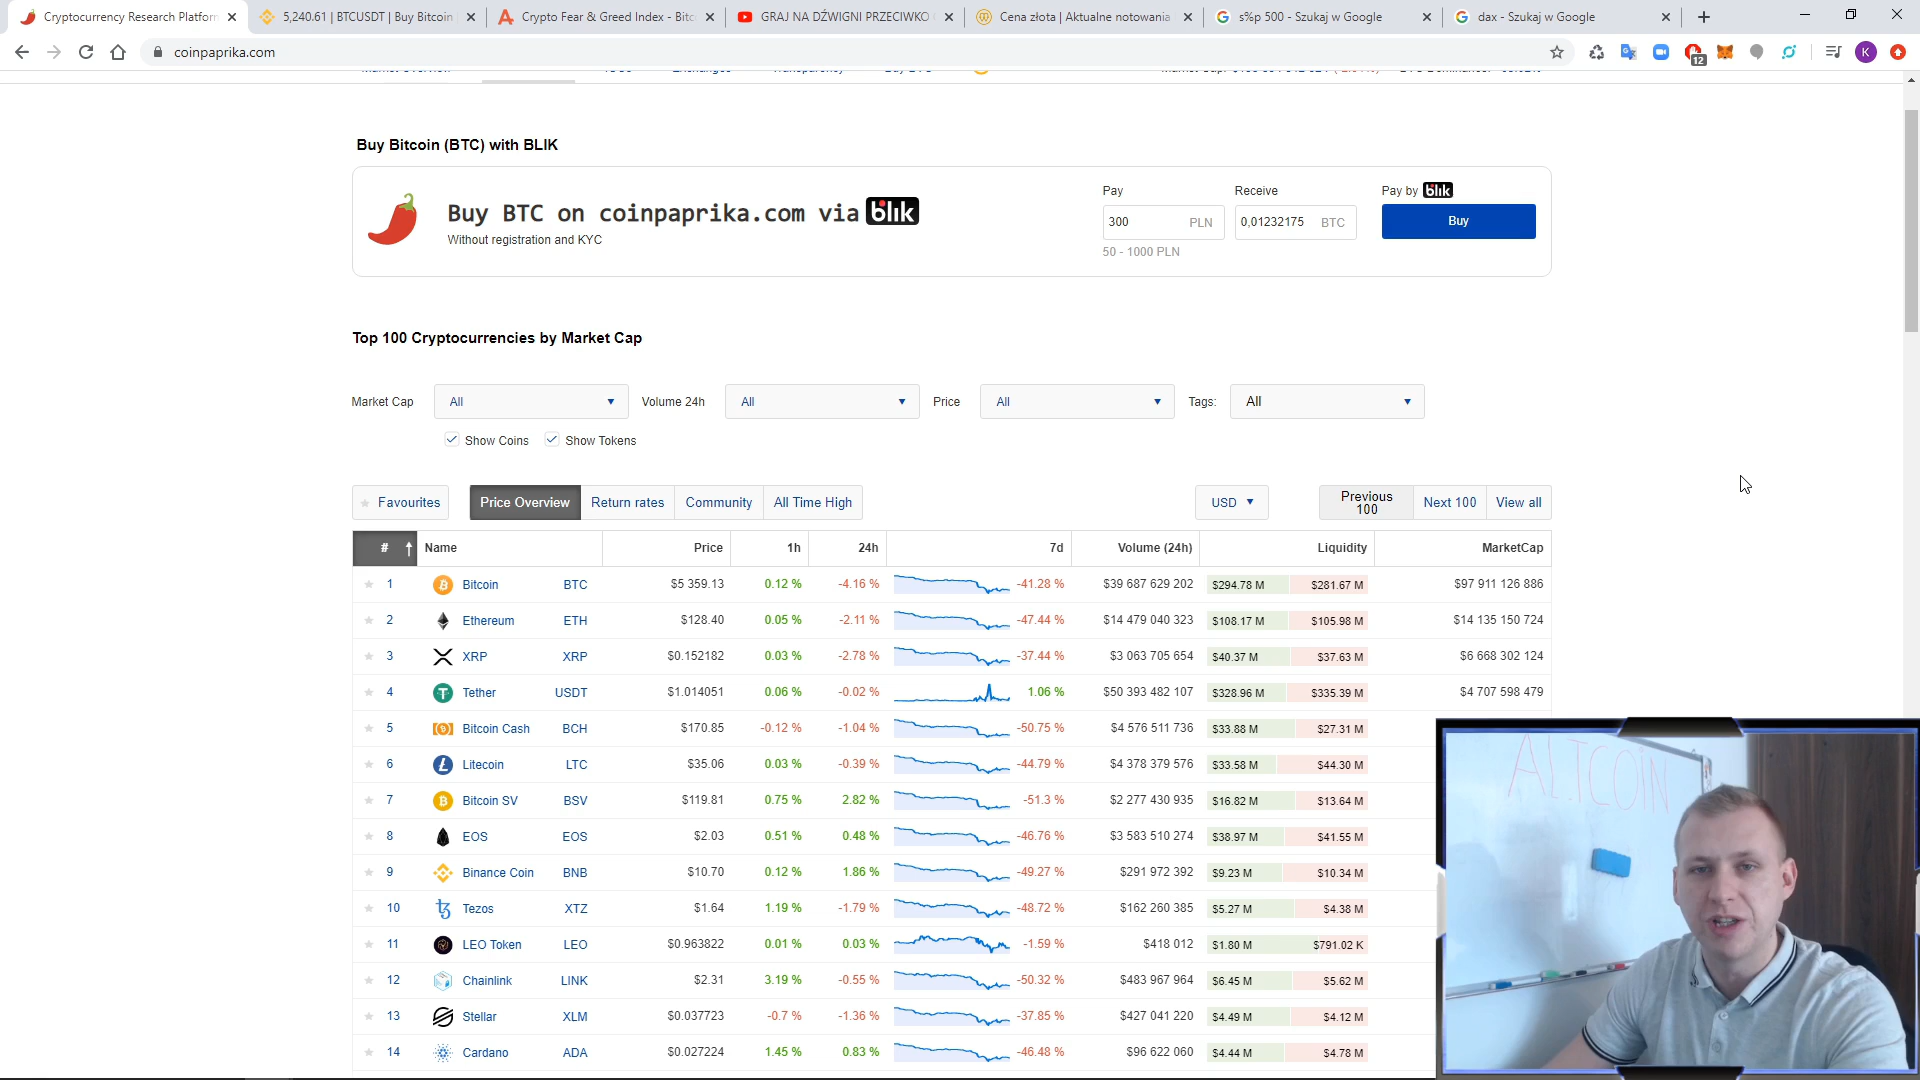 Cryptocurrency Research Platform
5,240.61 | BTCUSDT | Buy Bitcoin
Crypto Fear & Greed Index - Bitc
GRAJ NA DŹWIGNI PRZECIWKO
Cena złota | Aktualne notowania
s%p 500 - Szukaj w Google
dax - Szukaj w Google
coinpaprika.com
12
K
Buy Bitcoin (BTC) with BLIK
Buy BTC on coinpaprika.com via blik
Without registration and KYC
Pay
Receive
Pay by blik
300 PLN
0,01232175 BTC
Buy
50 - 1000 PLN
Top 100 Cryptocurrencies by Market Cap
Market Cap All Volume 24h All Price All Tags: All
Show Coins Show Tokens
Favourites Price Overview Return rates Community All Time High USD Previous 100 Next 100 View all
# Name Price 1h 24h 7d Volume (24h) Liquidity MarketCap
1 Bitcoin BTC $5 359.13 0.12 % -4.16 % -41.28 % $39 687 629 202 $294.78 M $281.67 M $97 911 126 886
2 Ethereum ETH $128.40 0.05 % -2.11 % -47.44 % $14 479 040 323 $108.17 M $105.98 M $14 135 150 724
3 XRP XRP $0.152182 0.03 % -2.78 % -37.44 % $3 063 705 654 $40.37 M $37.63 M $6 668 302 124
4 Tether USDT $1.014051 0.06 % -0.02 % 1.06 % $50 393 482 107 $328.96 M $335.39 M $4 707 598 479
5 Bitcoin Cash BCH $170.85 -0.12 % -1.04 % -50.75 % $4 576 511 736 $33.88 M $27.31 M
6 Litecoin LTC $35.06 0.03 % -0.39 % -44.79 % $4 378 379 576 $33.58 M $44.30 M
7 Bitcoin SV BSV $119.81 0.75 % 2.82 % -51.3 % $2 277 430 935 $16.82 M $13.64 M
8 EOS EOS $2.03 0.51 % 0.48 % -46.76 % $3 583 510 274 $38.97 M $41.55 M
9 Binance Coin BNB $10.70 0.12 % 1.86 % -49.27 % $291 972 392 $9.23 M $10.34 M
10 Tezos XTZ $1.64 1.19 % -1.79 % -48.72 % $162 260 385 $5.27 M $4.38 M
11 LEO Token LEO $0.963822 0.01 % 0.03 % -1.59 % $418 012 $1.80 M $791.02 K
12 Chainlink LINK $2.31 3.19 % -0.55 % -50.32 % $483 967 964 $6.45 M $5.62 M
13 Stellar XLM $0.037723 -0.7 % -1.36 % -37.85 % $427 041 220 $4.49 M $4.12 M
14 Cardano ADA $0.027224 1.45 % 0.83 % -46.48 % $96 622 060 $4.44 M $4.78 M
ALTCOIN